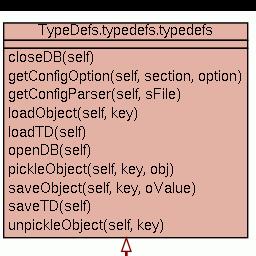 TypeDefs.typedefs.typedefs
closeDB(self)
getConfigOption(self, section, option)
getConfigParser(self, sFile)
loadObject(self, key)
loadTD(self)
openDB(self)
pickleObject(self, key, obj)
saveObject(self, key, oValue)
saveTD(self)
unpickleObject(self, key)